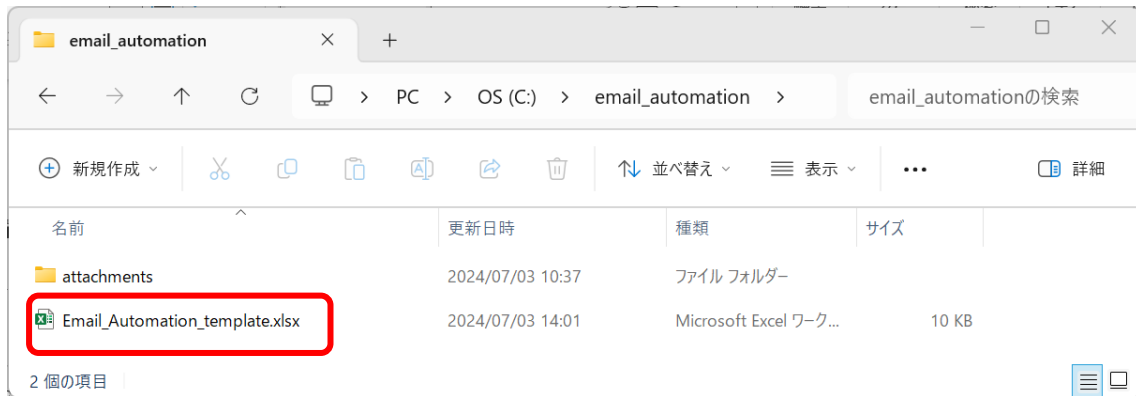 email_automation
PC > OS (C:) > email_automation > email_automationの検索
新規作成 並べ替え 表示 ... 詳細
名前 更新日時 種類 サイズ
attachments 2024/07/03 10:37 ファイル フォルダー
Email_Automation_template.xlsx 2024/07/03 14:01 Microsoft Excel ワーク... 10 KB
2 個の項目